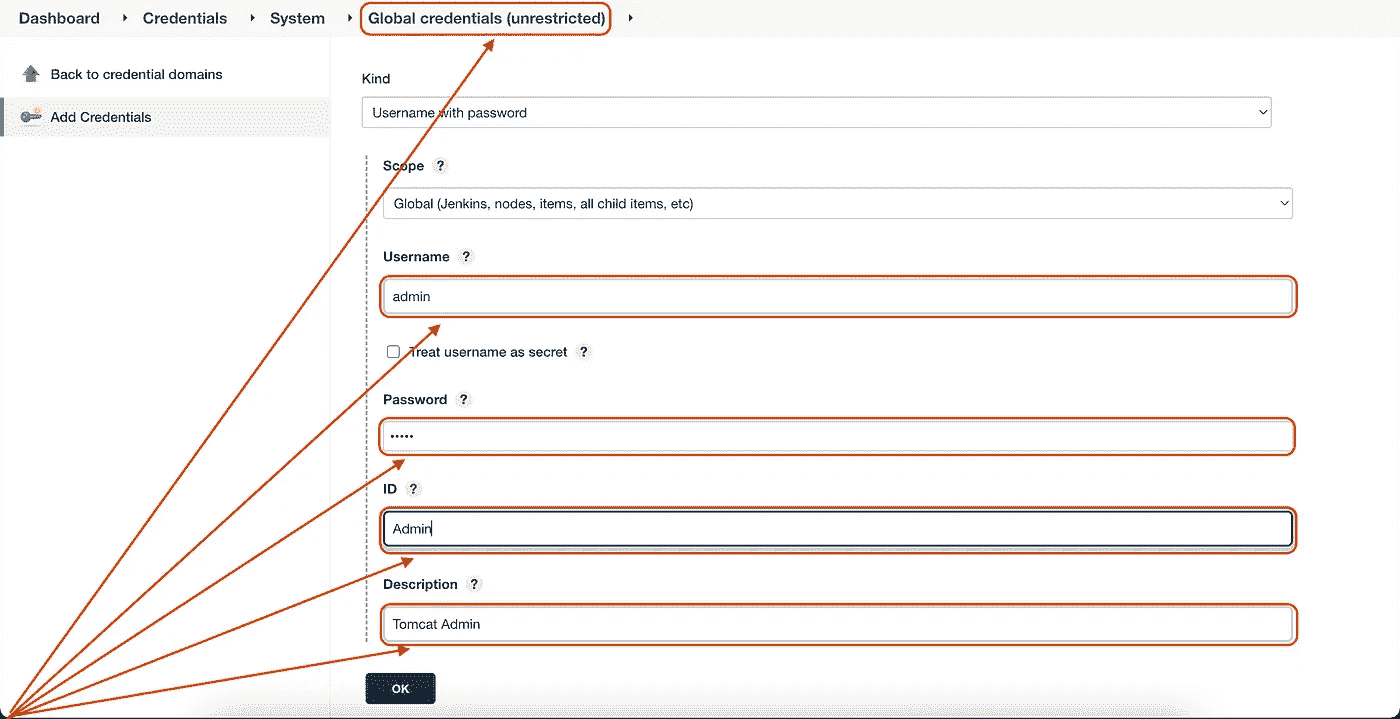 Dashboard Credentials System Global credentials (unrestricted)
Back to credential domains
Add Credentials
Kind
Username with password
Scope ?
Global (Jenkins, nodes, items, all child items, etc)
Username ?
admin
Treat username as secret ?
Password ?
•••••
ID ?
Admin
Description ?
Tomcat Admin
OK